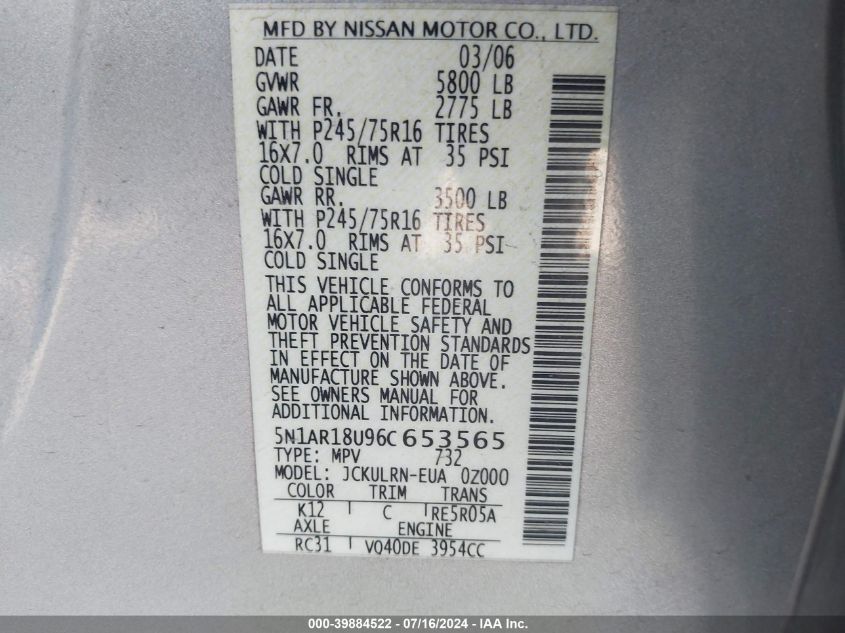 MFD BY NISSAN MOTOR CO., LTD.
DATE 03/06
GVWR 5800 LB
GAWR FR. 2775 LB
WITH P245/75R16 TIRES
16X7.0 RIMS AT 35 PSI
COLD SINGLE
GAWR RR. 3500 LB
WITH P245/75R16 TIRES
16X7.0 RIMS AT 35 PSI
COLD SINGLE
THIS VEHICLE CONFORMS TO
ALL APPLICABLE FEDERAL
MOTOR VEHICLE SAFETY AND
THEFT PREVENTION STANDARDS
IN EFFECT ON THE DATE OF
MANUFACTURE SHOWN ABOVE.
SEE OWNERS MANUAL FOR
ADDITIONAL INFORMATION.
5N1AR18U96C653565
TYPE: MPV 732
MODEL: JCKULRN-EUA 0Z000
COLOR TRIM TRANS
K12 C RE5R05A
AXLE ENGINE
RC31 VQ40DE 3954CC
000-39884522 - 07/16/2024 - IAA Inc.